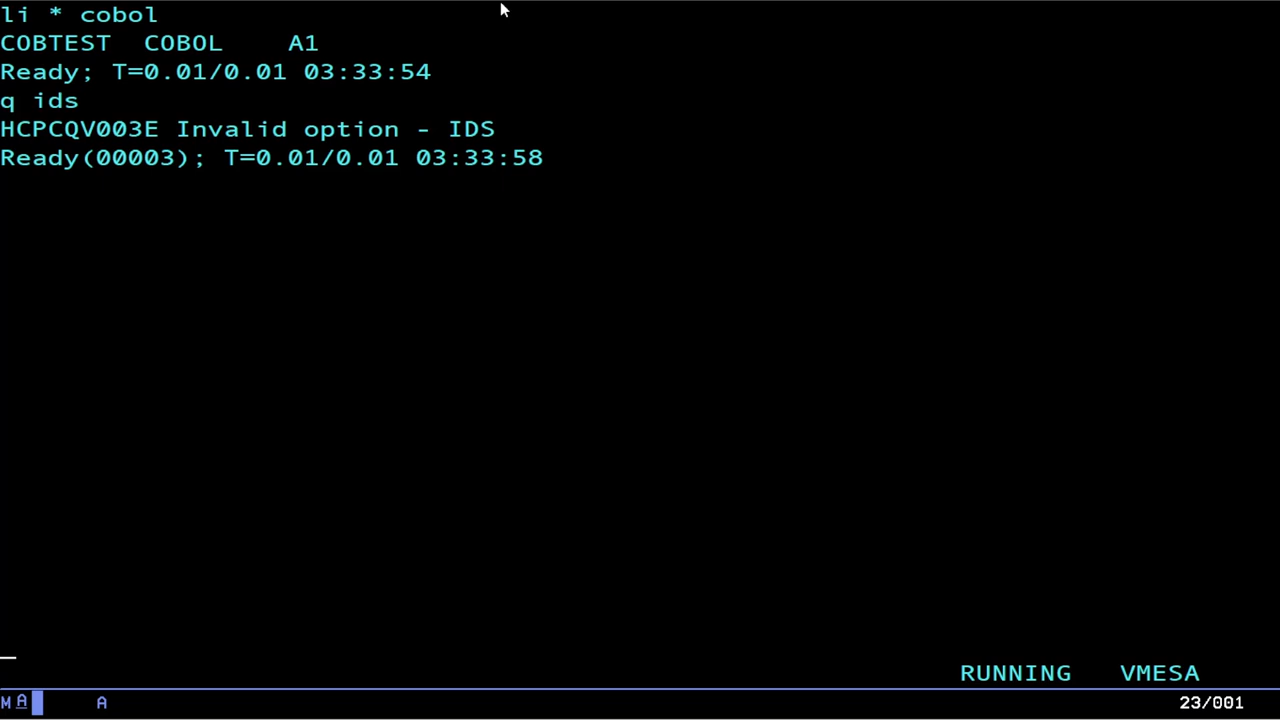 li * cobol
COBTEST  COBOL    A1
Ready; T=0.01/0.01 03:33:54
q ids
HCPCQV003E Invalid option - IDS
Ready(00003); T=0.01/0.01 03:33:58
RUNNING   VMESA
M A    A    23/001